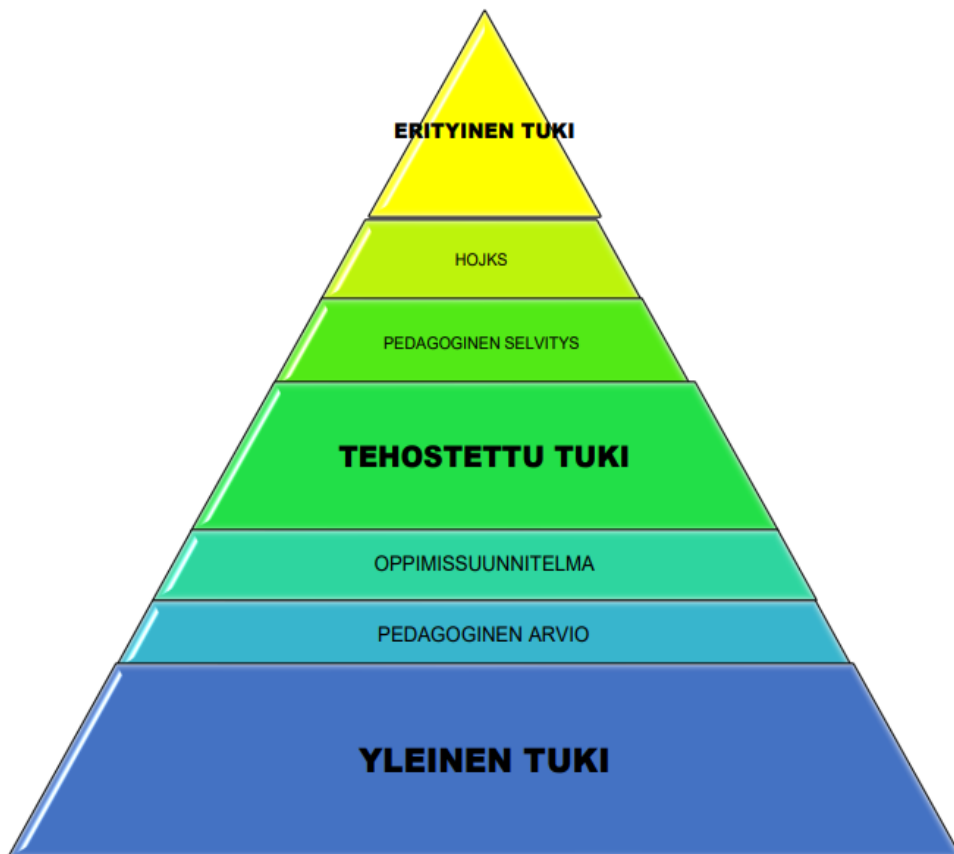 ERITYINEN TUKI
HOJKS
PEDAGOGINEN SELVITYS
TEHOSTETTU TUKI
OPPIMISSUUNNITELMA
PEDAGOGINEN ARVIO
YLEINEN TUKI